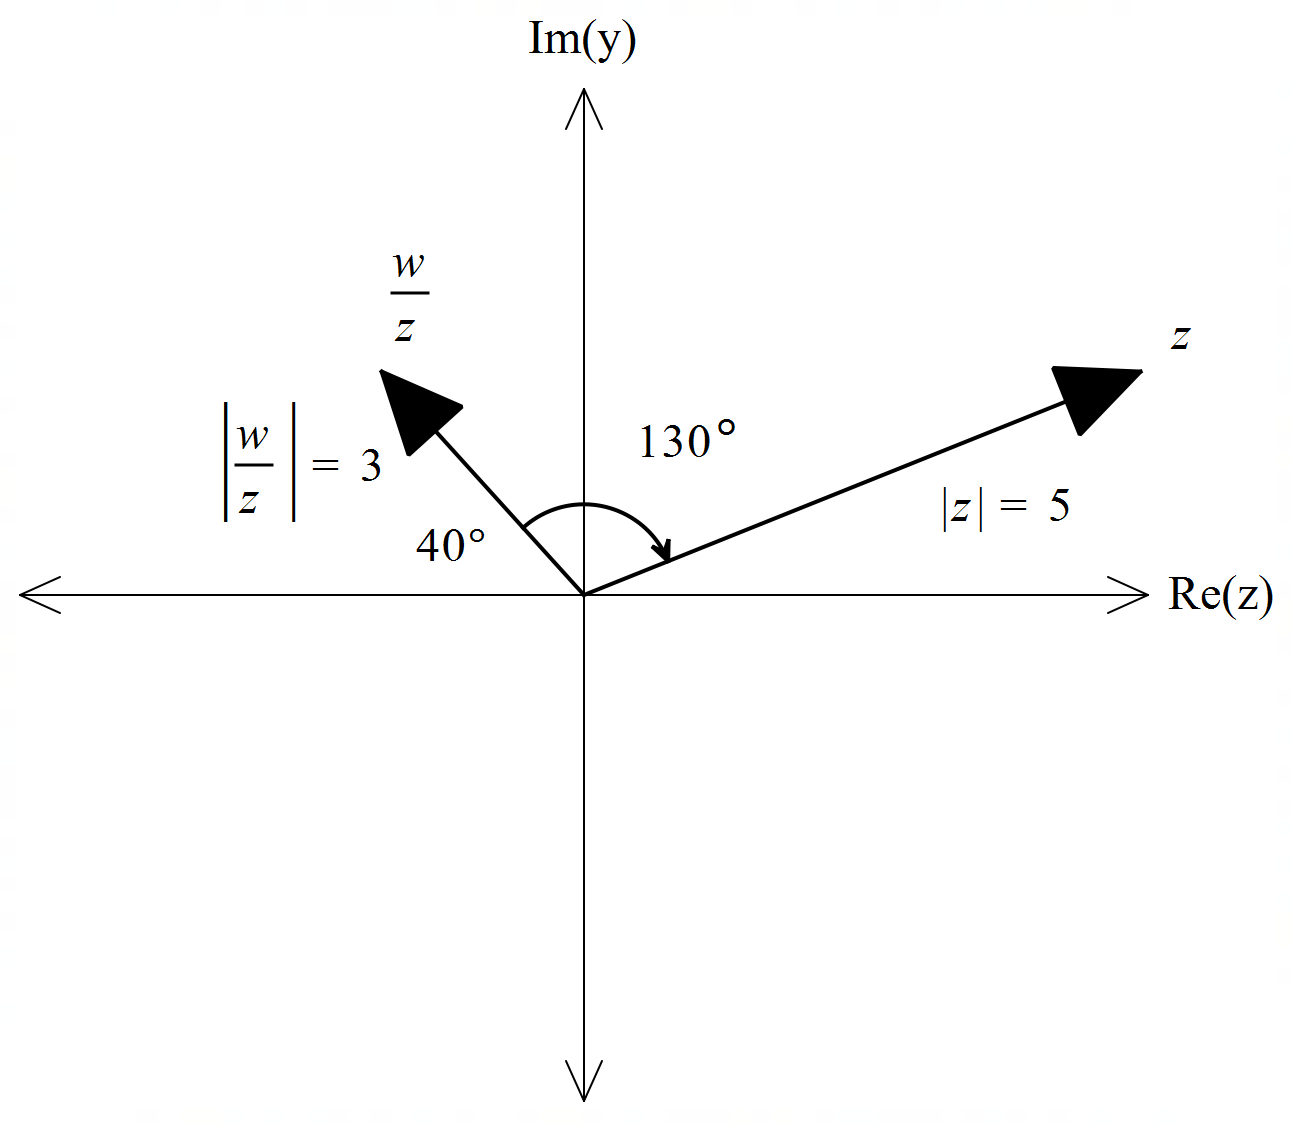 Im(y)
w
z
z
|w/z| = 3
130°
|z| = 5
40°
Re(z)